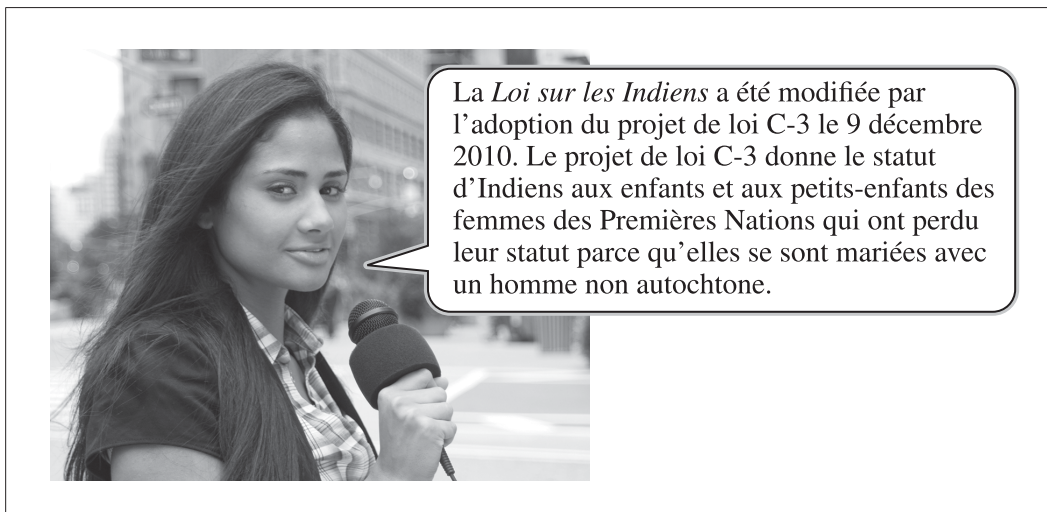 La Loi sur les Indiens a été modifiée par
l’adoption du projet de loi C-3 le 9 décembre
2010. Le projet de loi C-3 donne le statut
d’Indiens aux enfants et aux petits-enfants des
femmes des Premières Nations qui ont perdu
leur statut parce qu’elles se sont mariées avec
un homme non autochtone.